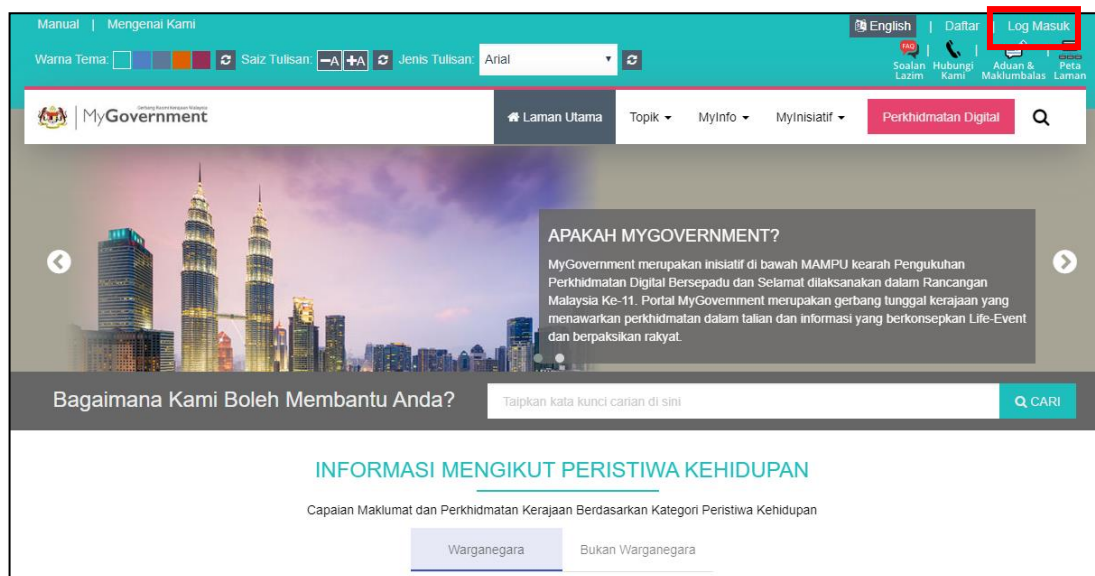 Manual | Mengenai Kami
English | Daftar | Log Masuk
Warna Tema:
Saiz Tulisan: -A +A
Jenis Tulisan: Arial
FAQ
Soalan Lazim
Hubungi Kami
Aduan & Maklumbalas
Peta Laman
Gerbang Rasmi Kerajaan Malaysia
MyGovernment
Laman Utama
Topik
MyInfo
MyInisiatif
Perkhidmatan Digital
APAKAH MYGOVERNMENT?
MyGovernment merupakan inisiatif di bawah MAMPU kearah Pengukuhan
Perkhidmatan Digital Bersepadu dan Selamat dilaksanakan dalam Rancangan
Malaysia Ke-11. Portal MyGovernment merupakan gerbang tunggal kerajaan yang
menawarkan perkhidmatan dalam talian dan informasi yang berkonsepkan Life-Event
dan berpaksikan rakyat.
Bagaimana Kami Boleh Membantu Anda?
Taipkan kata kunci carian di sini
CARI
INFORMASI MENGIKUT PERISTIWA KEHIDUPAN
Capaian Maklumat dan Perkhidmatan Kerajaan Berdasarkan Kategori Peristiwa Kehidupan
Warganegara
Bukan Warganegara